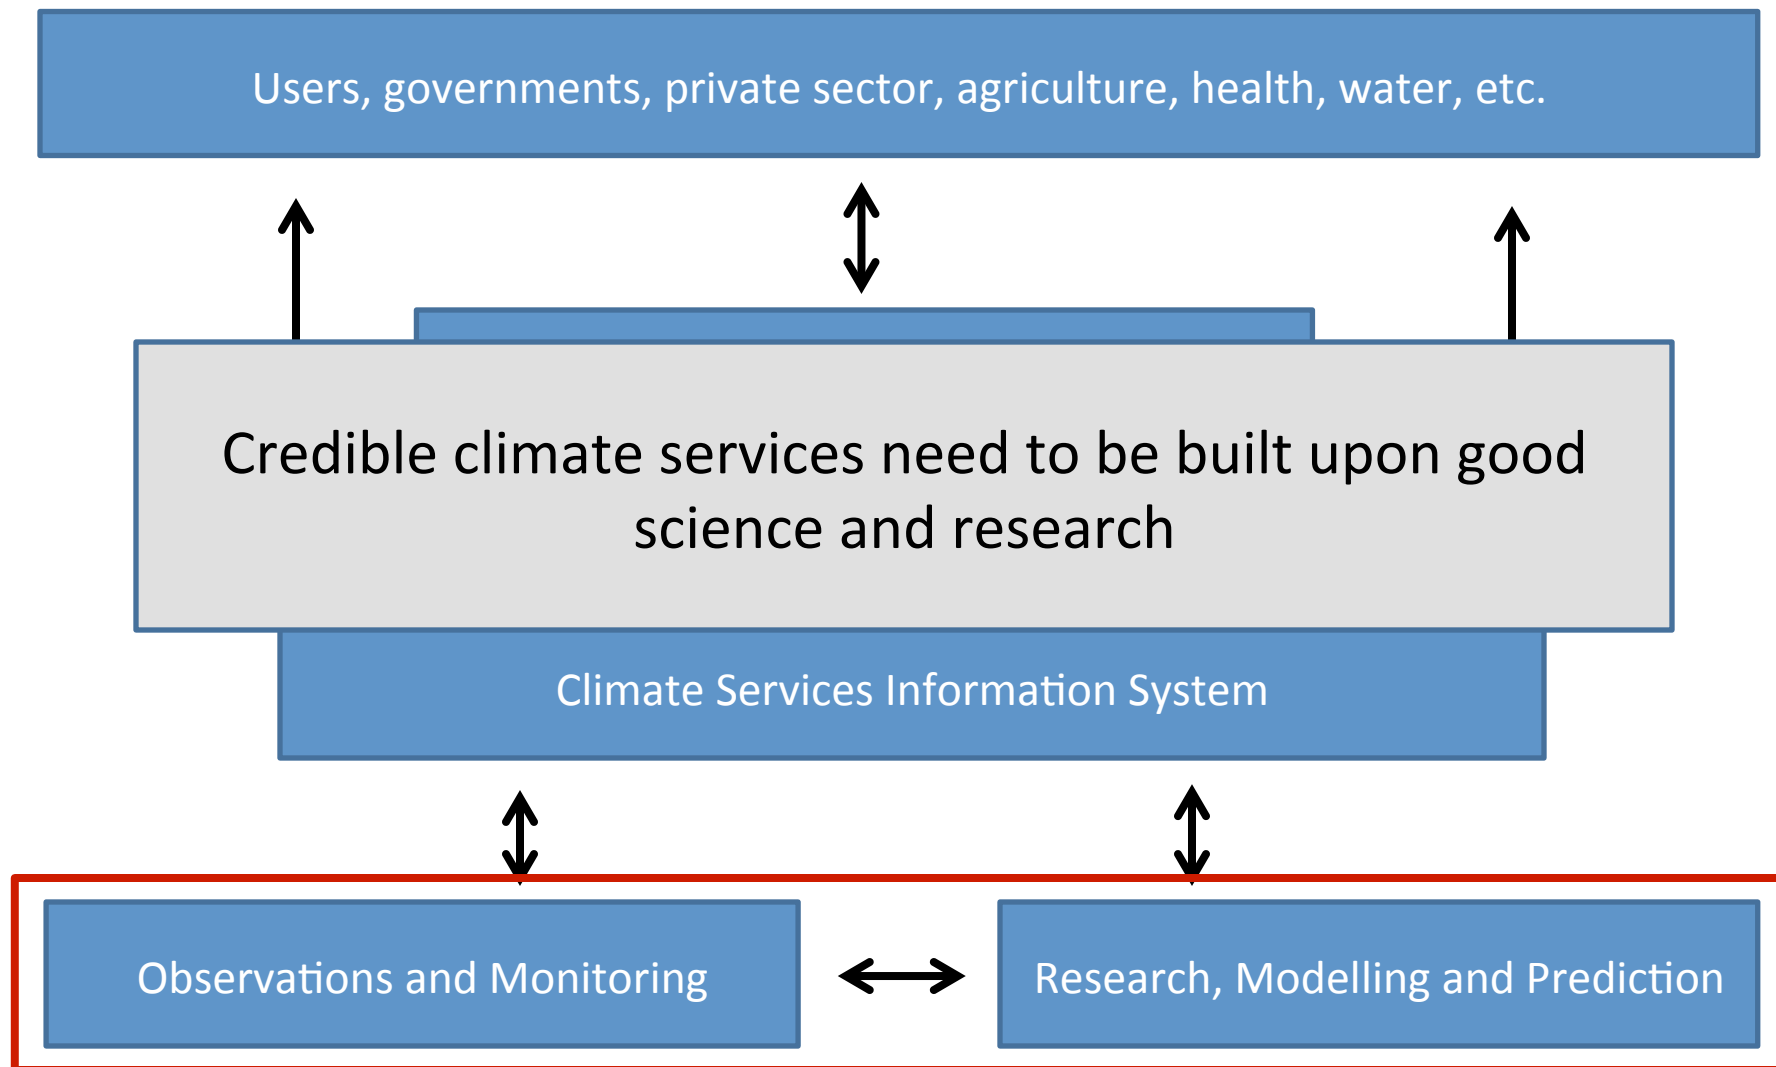 Users, governments, private sector, agriculture, health, water, etc.
Credible climate services need to be built upon good
science and research
Climate Services Information System
Observations and Monitoring
Research, Modelling and Prediction